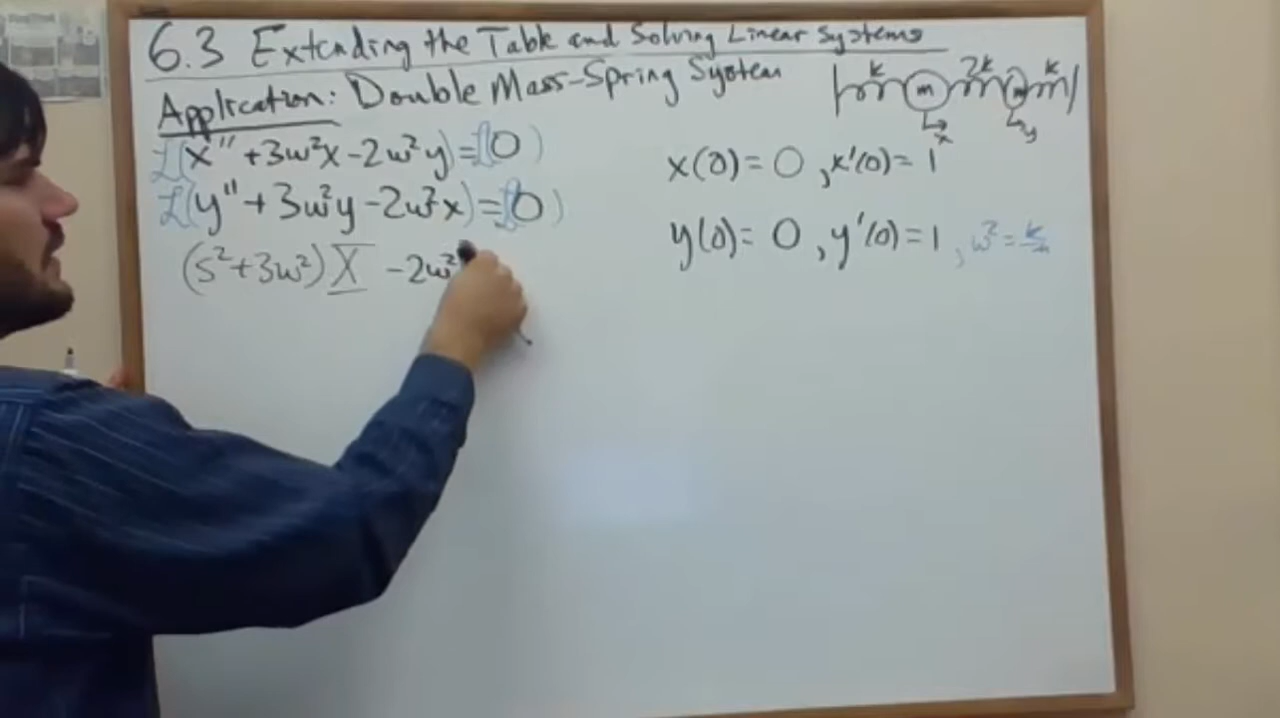 6.3 Extending the Table and Solving Linear Systems
Application: Double Mass-Spring System
k m 2k m k
x y
ℒ(x'' + 3ω²x - 2ω²y) = ℒ(0)
x(0) = 0, x'(0) = 1
ℒ(y'' + 3ω²y - 2ω²x) = ℒ(0)
y(0) = 0, y'(0) = 1, ω² = k/m
(s² + 3ω²) X - 2ω²